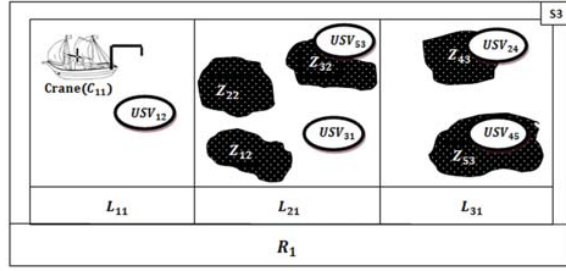 S3
USV₅₃
USV₂₄
Z₃₂
Z₄₃
Crane(C₁₁)
Z₂₂
USV₁₂
USV₃₁
USV₄₅
Z₁₂
Z₅₃
L₁₁
L₂₁
L₃₁
R₁